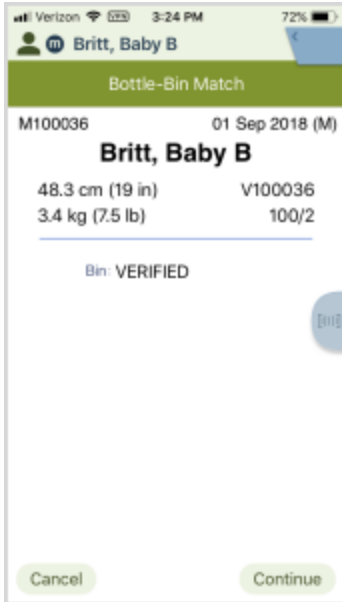 Verizon VPN 3:24 PM 72%
m Britt, Baby B
Bottle-Bin Match
M100036 01 Sep 2018 (M)
Britt, Baby B
48.3 cm (19 in) V100036
3.4 kg (7.5 lb) 100/2
Bin: VERIFIED
Cancel Continue